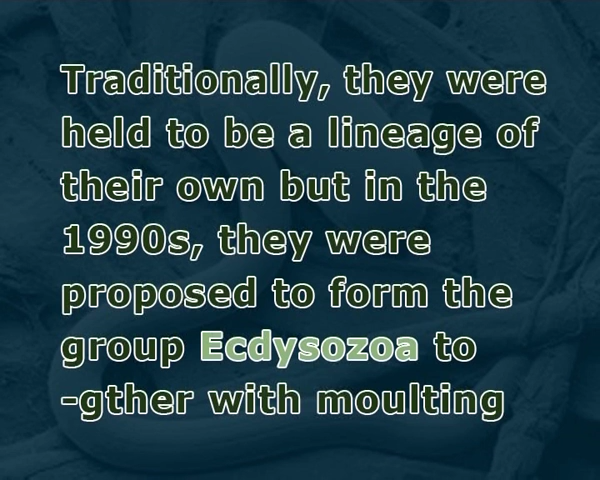 Traditionally, they were
held to be a lineage of
their own but in the
1990s, they were
proposed to form the
group Ecdysozoa to
-gther with moulting